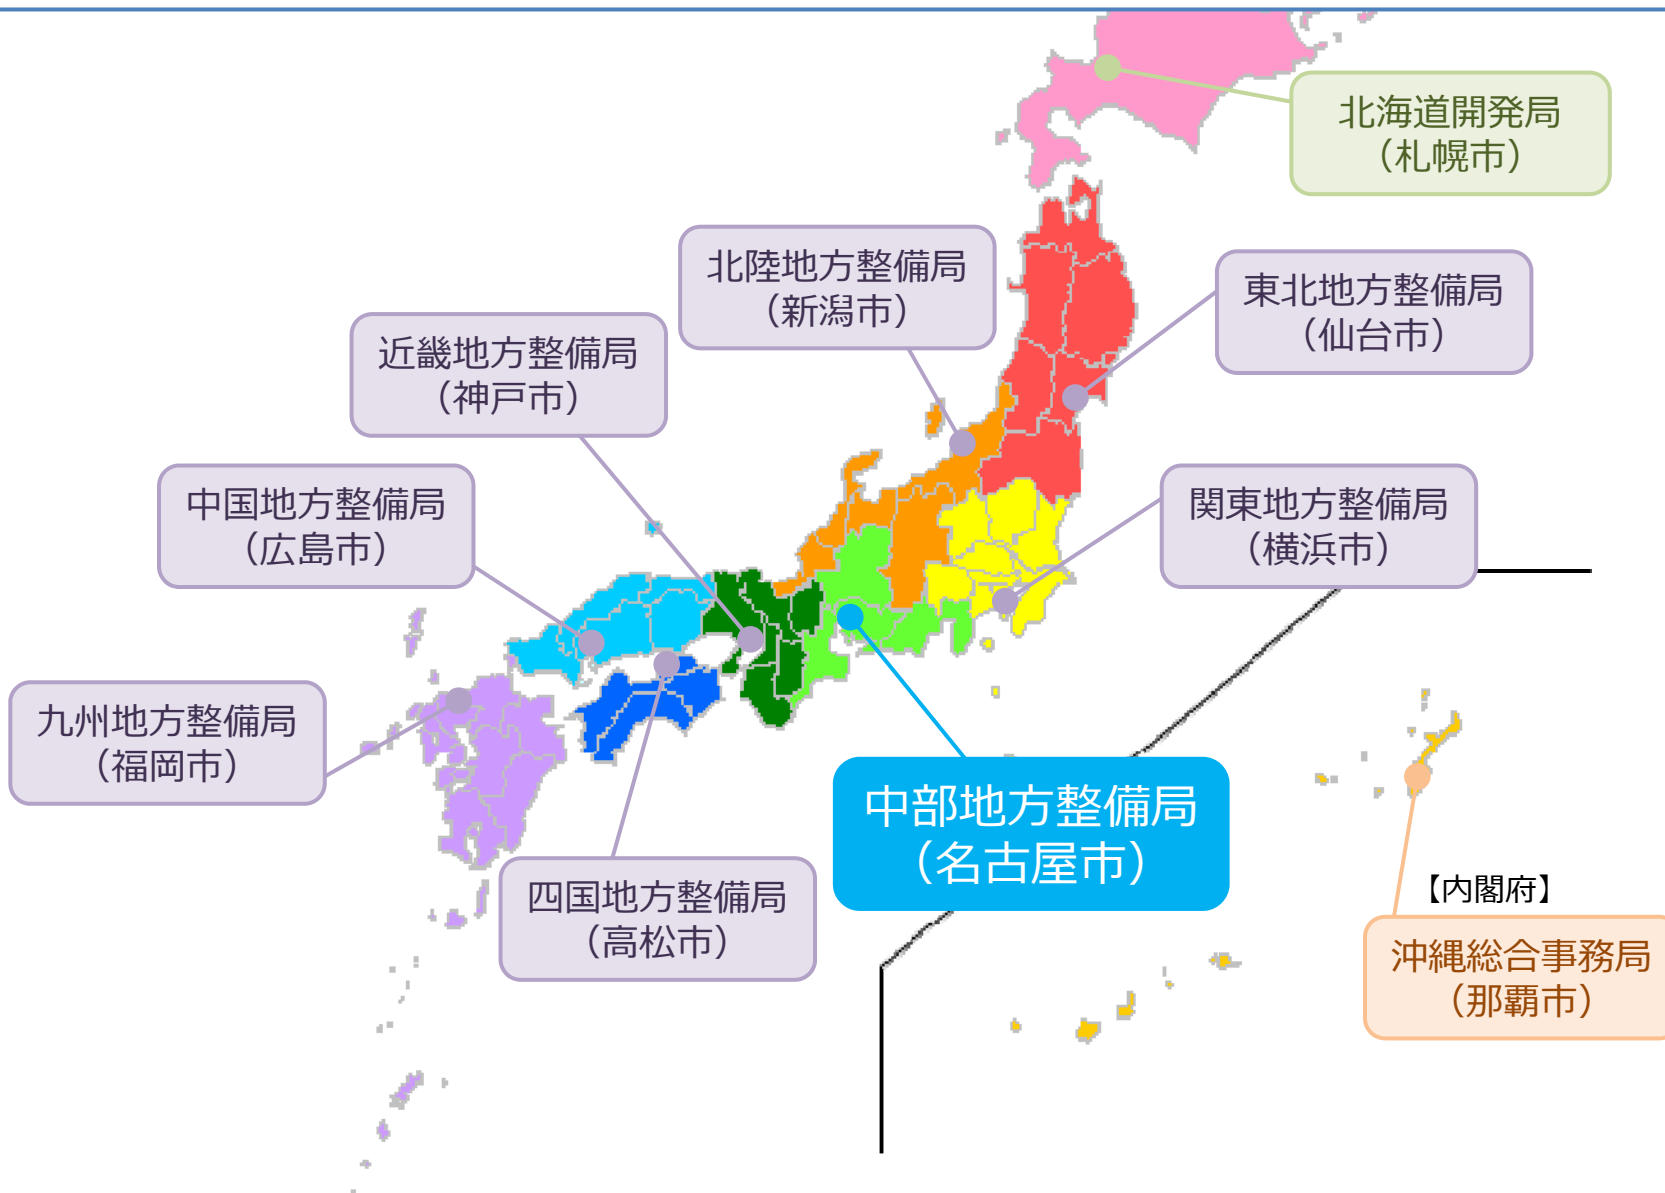 北海道開発局
（札幌市）
北陸地方整備局
（新潟市）
東北地方整備局
（仙台市）
近畿地方整備局
（神戸市）
中国地方整備局
（広島市）
関東地方整備局
（横浜市）
九州地方整備局
（福岡市）
中部地方整備局
（名古屋市）
四国地方整備局
（高松市）
【内閣府】
沖縄総合事務局
（那覇市）